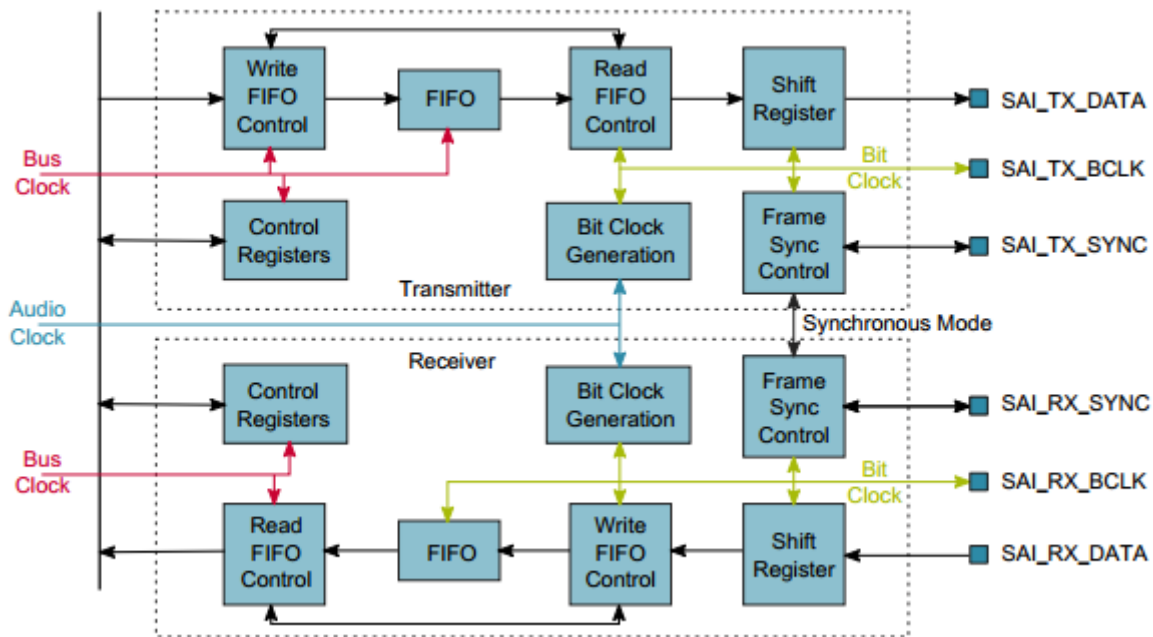 Write
FIFO
Control
FIFO
Read
FIFO
Control
Shift
Register
SAI_TX_DATA
Bus
Clock
Bit
Clock
SAI_TX_BCLK
Control
Registers
Bit Clock
Generation
Frame
Sync
Control
SAI_TX_SYNC
Transmitter
Audio
Clock
Synchronous Mode
Receiver
Control
Registers
Bit Clock
Generation
Frame
Sync
Control
SAI_RX_SYNC
Bus
Clock
Bit
Clock
SAI_RX_BCLK
Read
FIFO
Control
FIFO
Write
FIFO
Control
Shift
Register
SAI_RX_DATA